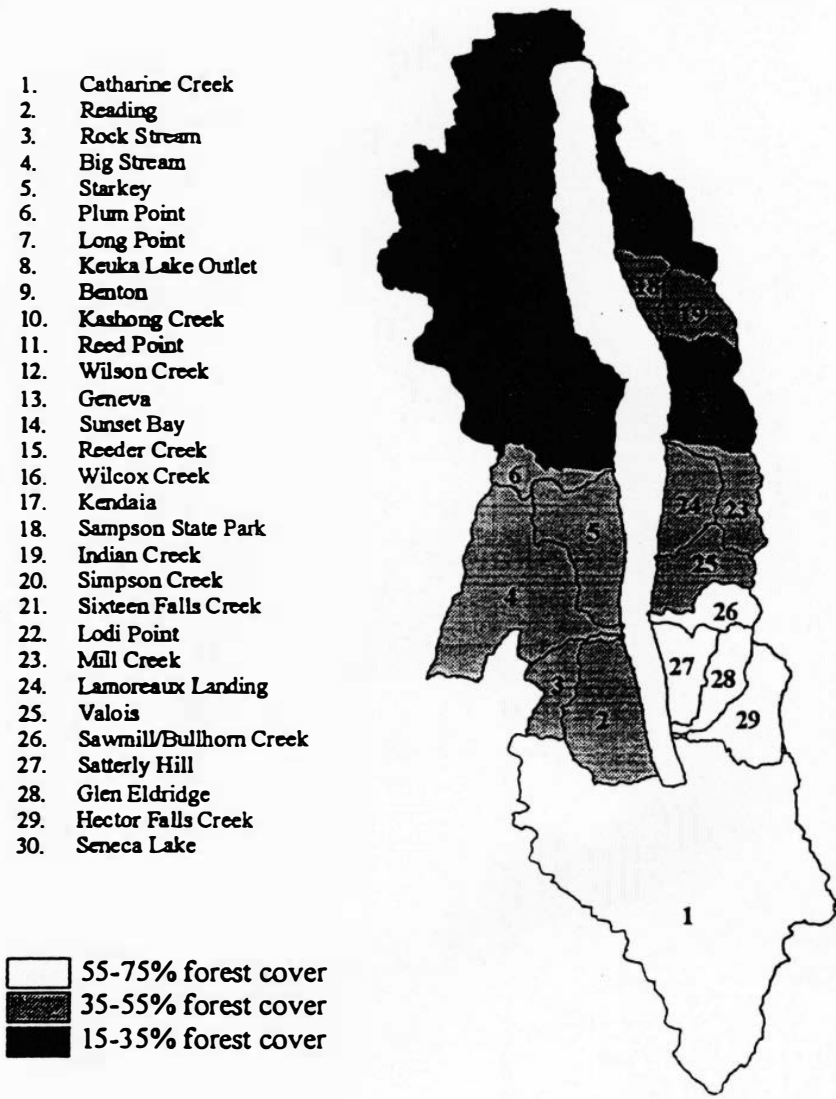 1. Catharine Creek
2. Reading
3. Rock Stream
4. Big Stream
5. Starkey
6. Plum Point
7. Long Point
8. Keuka Lake Outlet
9. Benton
10. Kashong Creek
11. Reed Point
12. Wilson Creek
13. Geneva
14. Sunset Bay
15. Reeder Creek
16. Wilcox Creek
17. Kendaia
18. Sampson State Park
19. Indian Creek
20. Simpson Creek
21. Sixteen Falls Creek
22. Lodi Point
23. Mill Creek
24. Lamoreaux Landing
25. Valois
26. Sawmill/Bullhorn Creek
27. Satterly Hill
28. Glen Eldridge
29. Hector Falls Creek
30. Seneca Lake
55-75% forest cover
35-55% forest cover
15-35% forest cover
18
19
6
5
24
23
25
4
26
27
28
3
2
29
1